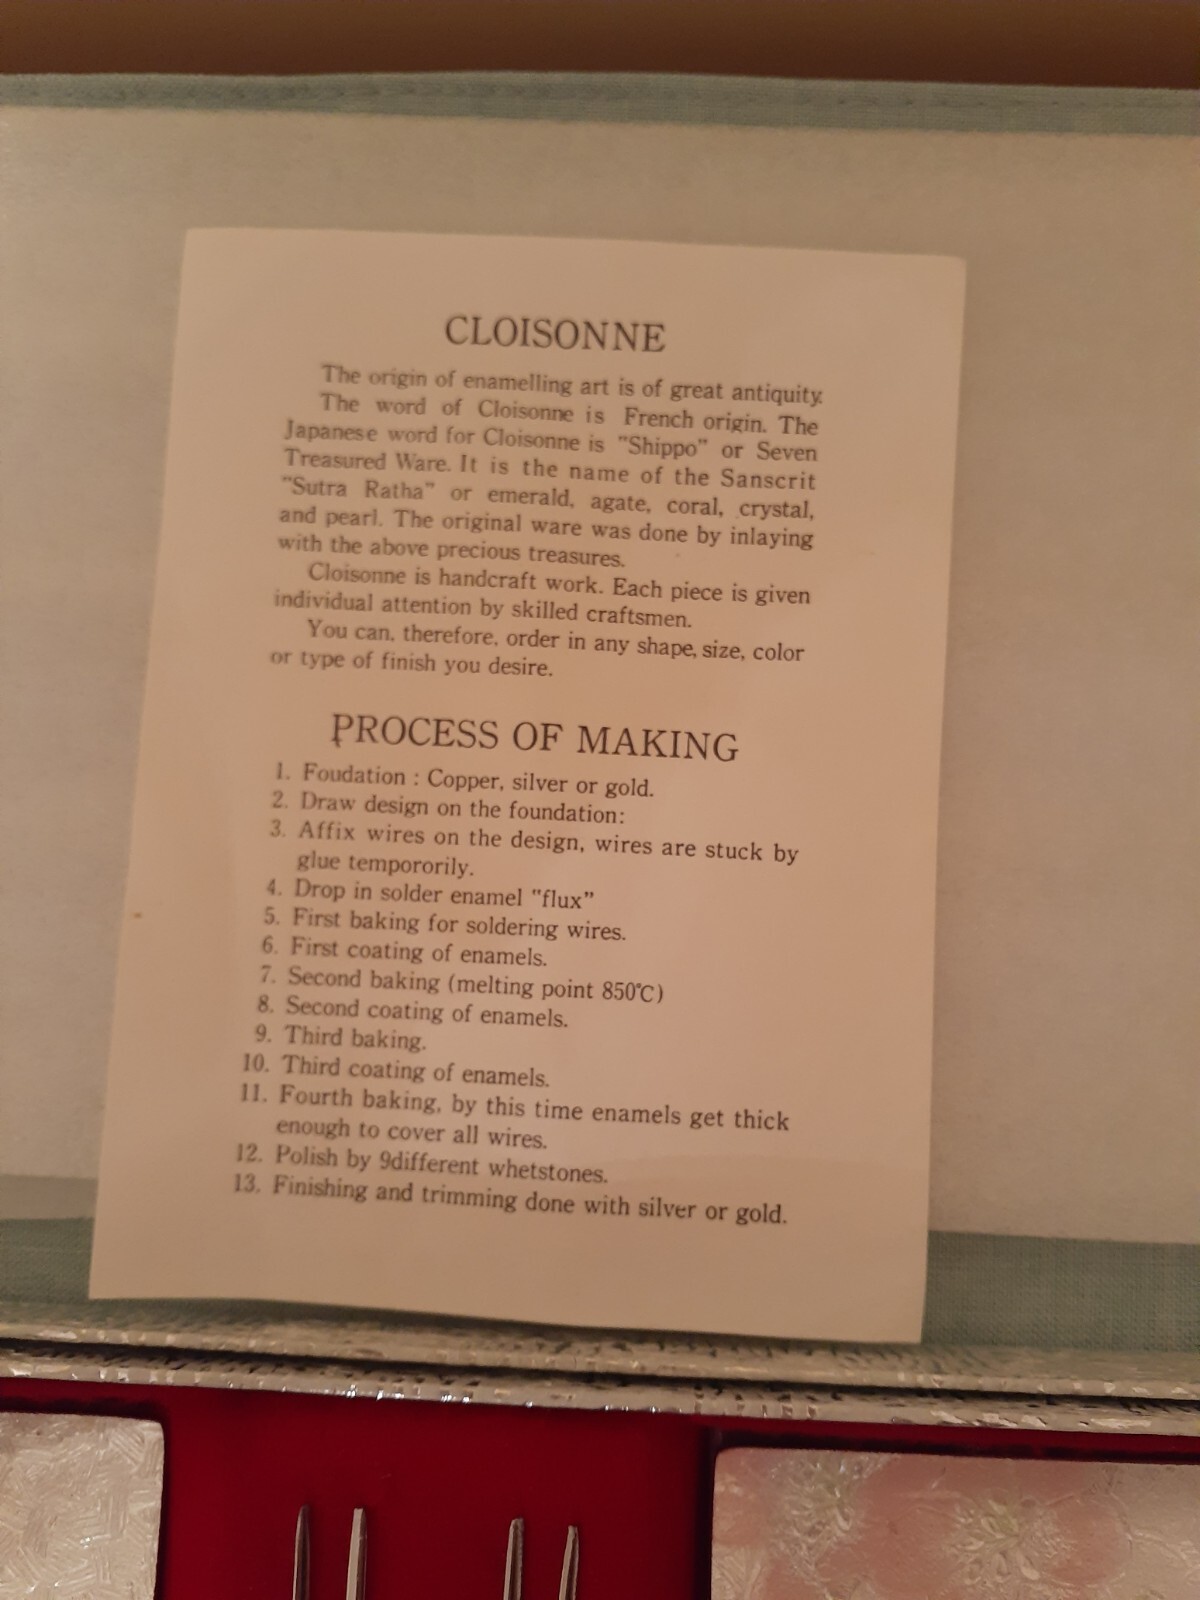 CLOISONNE
The origin of enamelling art is of great antiquity.
The word of Cloisonne is French origin. The
Japanese word for Cloisonne is "Shippo" or Seven
Treasured Ware. It is the name of the Sanscrit
"Sutra Ratha" or emerald, agate, coral, crystal,
and pearl. The original ware was done by inlaying
with the above precious treasures.
Cloisonne is handcraft work. Each piece is given
individual attention by skilled craftsmen.
You can, therefore, order in any shape, size, color
or type of finish you desire.
PROCESS OF MAKING
1. Foudation : Copper, silver or gold.
2. Draw design on the foundation:
3. Affix wires on the design, wires are stuck by
glue tempororily.
4. Drop in solder enamel "flux"
5. First baking for soldering wires.
6. First coating of enamels.
7. Second baking (melting point 850℃)
8. Second coating of enamels.
9. Third baking.
10. Third coating of enamels.
11. Fourth baking, by this time enamels get thick
enough to cover all wires.
12. Polish by 9different whetstones.
13. Finishing and trimming done with silver or gold.